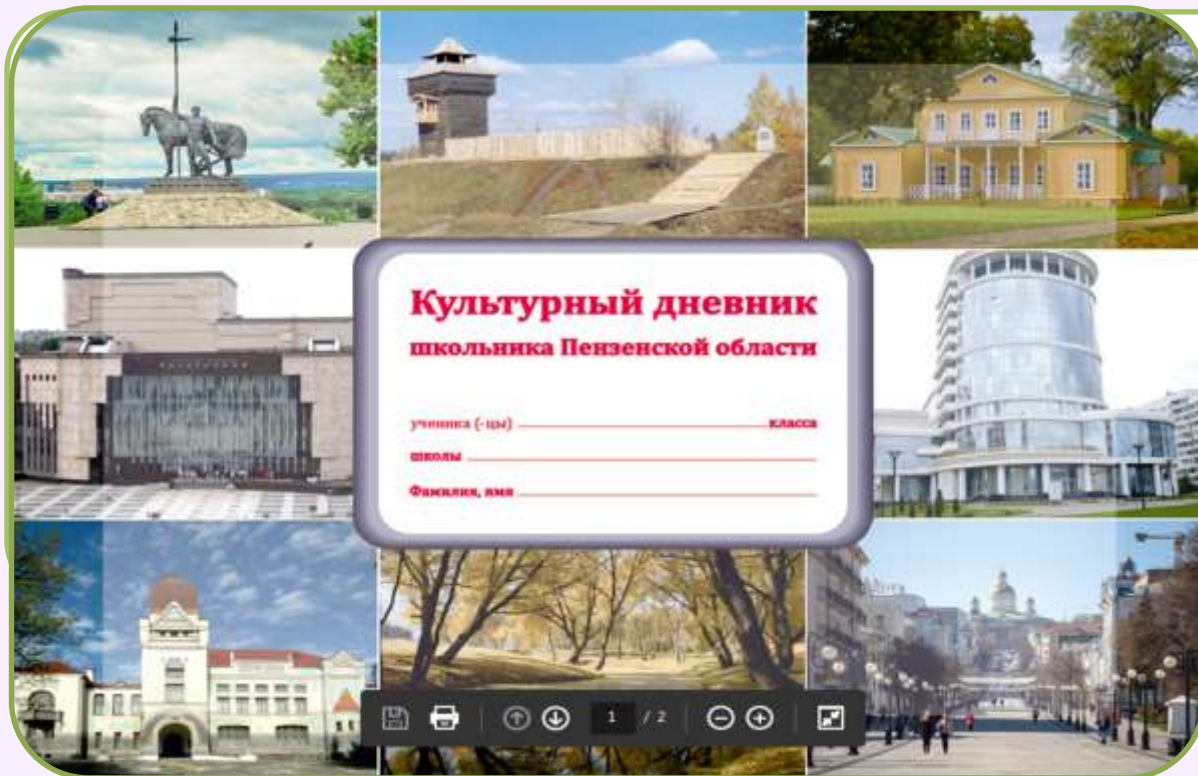 Культурный дневник
школьника Пензенской области
ученика (-цы) класса
школы
Фамилия, имя
1 / 2